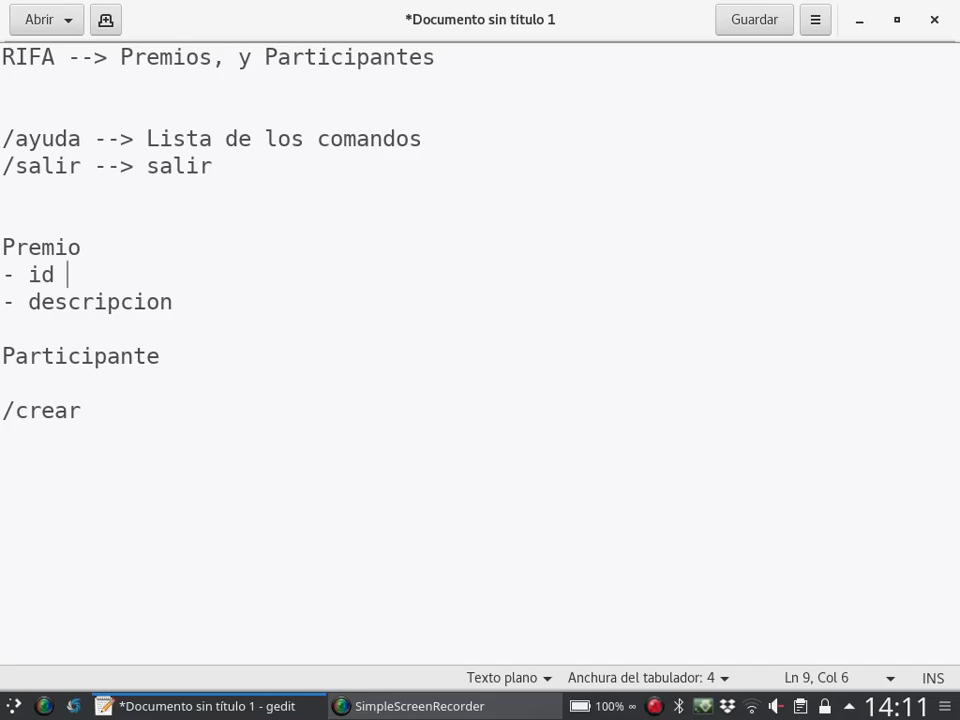 Abrir
*Documento sin título 1
Guardar
RIFA --> Premios, y Participantes
/ayuda --> Lista de los comandos
/salir --> salir
Premio
- id
- descripcion
Participante
/crear
Texto plano
Anchura del tabulador: 4
Ln 9, Col 6
INS
*Documento sin título 1 - gedit
SimpleScreenRecorder
100% ∞
14:11